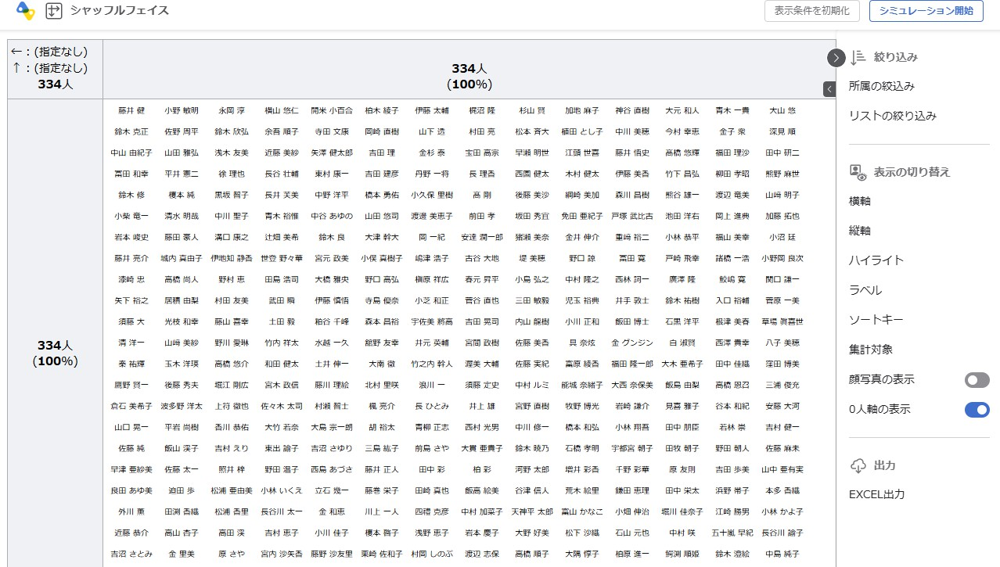 シャッフルフェイス 表示条件を初期化 シミュレーション開始
←：(指定なし)
↑：(指定なし)
334人
334人
(100%)
藤井 健 小野 敏明 永岡 淳 横山 悠仁 開米 小百合 柏木 綾子 伊藤 太輔 梶沼 隆 杉山 賢 加地 麻子 神谷 直樹 大元 和人 青木 一貴 大山 悠
鈴木 克正 佐野 周平 鈴木 欣弘 余吾 順子 寺田 文康 岡崎 直樹 山下 透 村田 亮 松本 斉大 植田 とし子 中川 美穂 今村 幸恵 金子 衆 深見 順
中山 由紀子 山田 雅弘 浅木 友美 近藤 美紗 矢澤 健太郎 吉田 理 金杉 泰 宝田 高宗 早瀬 明世 江頭 世喜 藤井 悟史 高橋 悠輝 福田 理沙 田中 研二
冨田 和幸 平井 憲二 徐 理也 長谷 壮輔 東村 康一 吉田 建彦 丹野 一将 長 理香 西園 健太 木村 健太 伊藤 美香 竹下 昌弘 柳田 孝昭 熊野 麻世
鈴木 修 榎本 純 黒坂 智子 長井 芙美 中野 洋平 橋本 勇佑 小久保 里樹 高 剛 後藤 美沙 綱崎 美加 森川 昌樹 熊谷 雄一 渡辺 竜美 山﨑 明子
小柴 竜一 清水 明哉 中川 聖子 青木 裕惟 中谷 あゆの 山田 悠司 渡邊 美恵子 前田 孝 坂田 秀宜 免田 亜紀子 戸塚 武比古 池田 洋右 岡上 進典 加藤 拓也
岩本 峻史 藤田 豪人 溝口 康之 辻畑 美希 鈴木 良 大津 幹大 岡 一紀 安達 潤一郎 猪瀬 美奈 金井 伸介 重﨑 裕二 小林 恭平 福山 美幸 小沼 廷
藤井 亮介 城内 真由子 伊地知 静香 世登 野々華 宮元 政美 小俣 真樹子 嶋津 浩子 古谷 大地 堤 美穂 野口 諒 冨田 寛 戸崎 飛幸 諸橋 一浩 小野岡 良次
漆崎 忠 高橋 尚人 野村 恵 田島 浩司 大橋 雅央 野口 高弘 槇原 祥広 春元 昇平 小島 弘之 中村 隆之 西林 詞一 廣澤 隆 鮫嶋 寛 関口 謙一
矢下 裕之 居積 由梨 村田 友美 武田 瞬 伊藤 慎悟 寺島 優奈 小芝 和正 菅谷 直也 三田 敏毅 児玉 裕典 井手 敦士 鈴木 祐樹 入口 裕輔 菅原 一美
須藤 大 光枝 和幸 藤山 喜幸 土田 毅 粕谷 千峰 森本 昌裕 宇佐美 將高 吉田 晃司 内山 龍樹 小川 正和 飯田 博士 石黒 洋平 根津 美春 草場 眞喜世
清 洋一 山﨑 美紗 野川 愛琳 竹内 祥太 水越 一久 舘野 友幸 井元 英輔 宮間 政樹 佐藤 美香 具 奈炫 金 グンジン 白 淑賢 西澤 貴幸 八子 美穂
秦 祐輝 玉木 洋瑛 高橋 悠介 和田 健太 土井 伸一 大南 徹 竹之内 幹人 渥美 大輔 佐藤 実紀 富原 綾香 福田 隆一郎 大木 亜希子 田中 佳織 窪田 博美
鷹野 賢一 後藤 秀夫 堀江 剛広 宮木 政信 藤川 理絵 北村 里咲 浪川 一 須藤 定史 中村 ルミ 能城 奈緒子 大西 奈保美 飯島 由梨 高橋 恩召 三浦 俊充
倉石 美希子 波多野 洋太 上符 徹也 佐々木 太司 村瀬 智士 楓 亮介 長 ひとみ 井上 雄 宮野 直樹 牧野 博光 岩崎 謙介 見喜 雅子 谷本 和紀 安藤 大河
山口 晃一 平岩 尚樹 香川 恭佑 大竹 若奈 大島 宗一朗 胡 裕太 青柳 正志 西村 光男 中川 修一 橋本 和弘 小林 翔吾 田中 朋臣 若林 崇 吉村 健一
佐藤 純 飯山 渓子 吉村 えり 東出 諭子 吉沼 さゆり 三島 紘子 前島 さや 大貫 亜貴子 鈴木 暁乃 石橋 孝明 宇都宮 朝子 田牧 朝子 野田 朝人 佐藤 麻未
早津 亜紗美 佐藤 太一 照井 梓 野田 温子 西島 あづさ 藤井 正人 田中 彩 柏 彩 河野 太郎 増井 彩香 千野 彩華 原 友則 吉田 歩美 山中 亜有実
良田 あゆ美 迫田 歩 松浦 亜由美 小林 いくえ 立石 幾一 藤巻 栄子 田崎 真也 飯高 絵美 谷津 信人 荒木 絵里 鎌田 恵理 田中 栄太 浜野 帯子 本多 香織
外川 薫 田渕 香織 松浦 香里 長谷川 太一 金 和恵 川上 一人 四禮 克彦 中村 加菜子 天神平 太郎 富山 かなこ 小畑 伸治 堀川 佳奈子 江崎 勝男 小林 かよ子
近藤 恭介 高山 杏子 高田 渓 吉村 恵子 小川 佳子 榎本 啓子 浅野 恵子 岩本 慶子 大野 好美 松下 沙織 石山 元也 中村 咲 五十嵐 早紀 長谷川 諭子
吉沼 さとみ 金 里美 原 さや 宮内 沙矢香 藤野 沙友里 栗崎 佐和子 村岡 しのぶ 渡辺 志保 高橋 順子 大隅 惇子 柏原 進一 鰐渕 順姫 鈴木 澄絵 中島 純子
334人
(100%)
絞り込み
所属の絞込み
リストの絞り込み
表示の切り替え
横軸
縦軸
ハイライト
ラベル
ソートキー
集計対象
顔写真の表示
0人軸の表示
出力
EXCEL出力